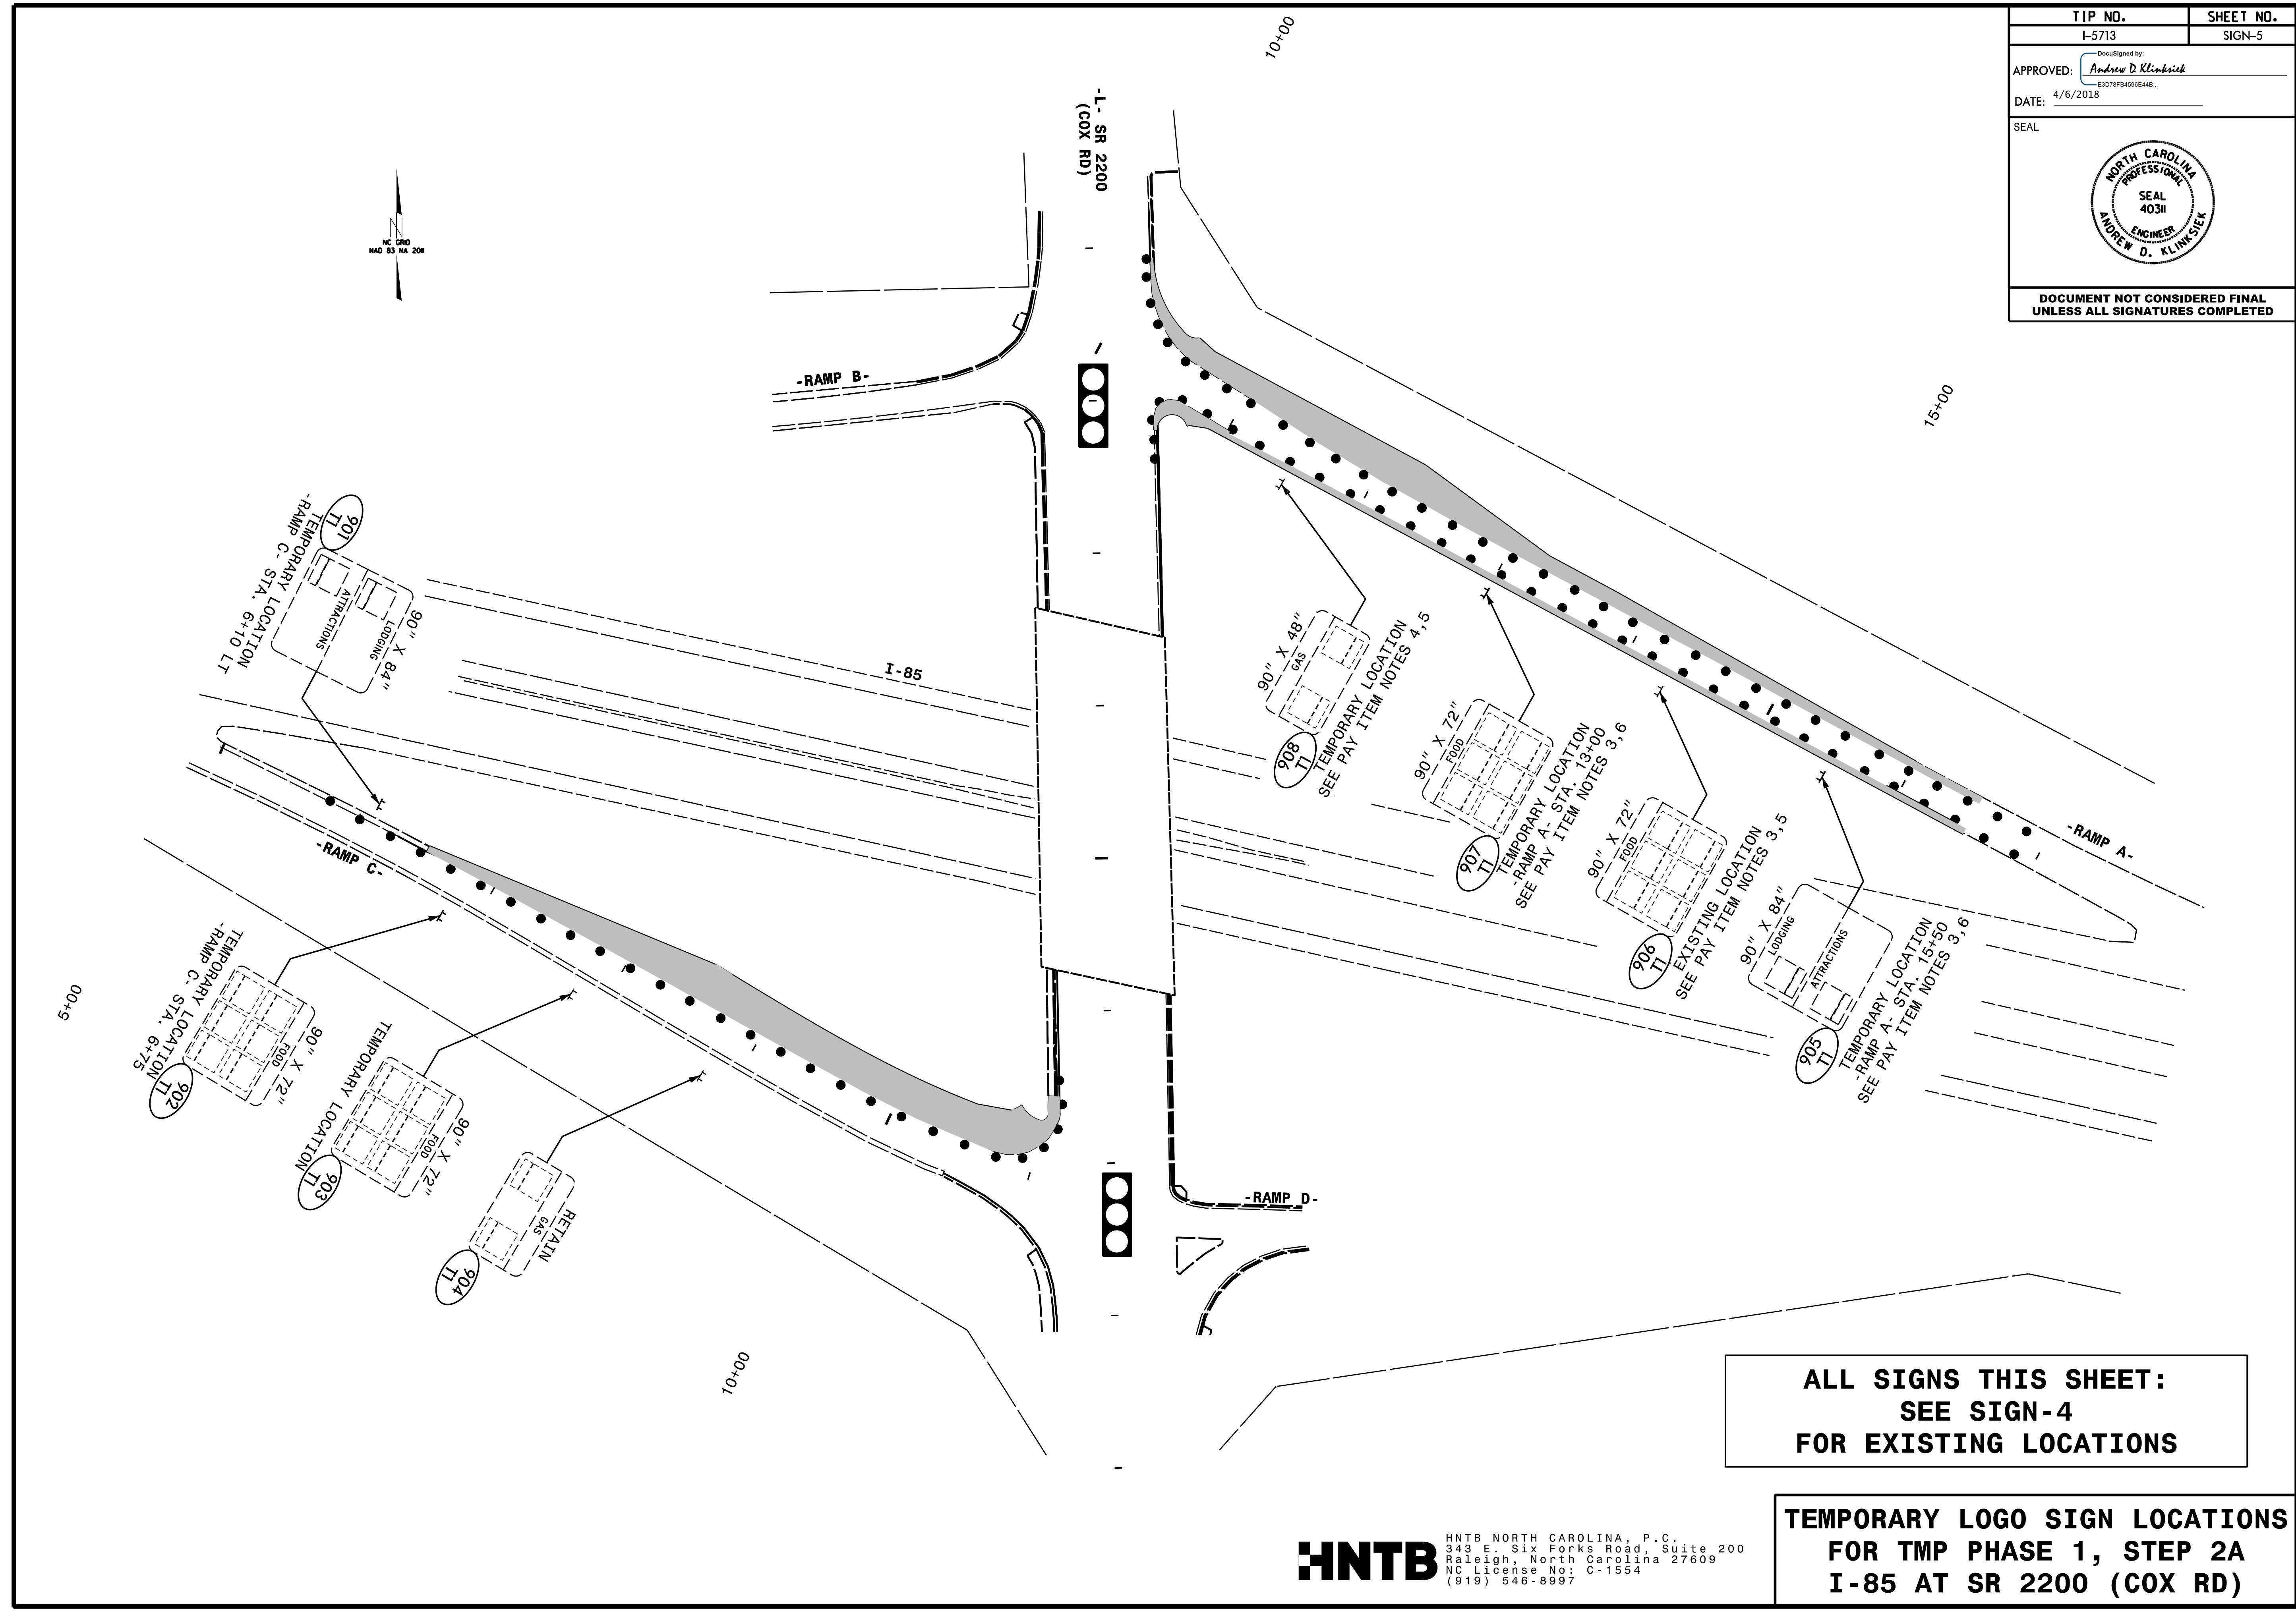 TIP NO.
SHEET NO.
I-5713
SIGN-5
DocuSigned by:
APPROVED: Andrew D. Klinksiek
E3D78FB4596E44B...
DATE: 4/6/2018
SEAL
NORTH CAROLINA
PROFESSIONAL
SEAL
40311
ENGINEER
ANDREW D. KLINKSIEK
DOCUMENT NOT CONSIDERED FINAL
UNLESS ALL SIGNATURES COMPLETED
10+00
-L- SR 2200
(COX RD)
N
NC GRID
NAD 83 NA 2011
-RAMP B-
15+00
901
T1
TEMPORARY LOCATION
-RAMP C- STA. 6+10 LT
ATTRACTIONS
LODGING
90" X 84"
I-85
90" X 48"
GAS
908
T1
TEMPORARY LOCATION
SEE PAY ITEM NOTES 4,5
90" X 72"
FOOD
907
T1
TEMPORARY LOCATION
-RAMP A- STA. 13+00
SEE PAY ITEM NOTES 3,6
90" X 72"
FOOD
906
T1
EXISTING LOCATION
SEE PAY ITEM NOTES 3,5
90" X 84"
LODGING
ATTRACTIONS
905
T1
TEMPORARY LOCATION
-RAMP A- STA. 15+50
SEE PAY ITEM NOTES 3,6
-RAMP A-
-RAMP C-
5+00
TEMPORARY LOCATION
-RAMP C- STA. 6+75
902
T1
FOOD
90" X 72"
TEMPORARY LOCATION
903
T1
FOOD
90" X 72"
904
T1
GAS
RETAIN
-RAMP D-
10+00
ALL SIGNS THIS SHEET:
SEE SIGN-4
FOR EXISTING LOCATIONS
HNTB
HNTB NORTH CAROLINA, P.C.
343 E. Six Forks Road, Suite 200
Raleigh, North Carolina 27609
NC License No: C-1554
(919) 546-8997
TEMPORARY LOGO SIGN LOCATIONS
FOR TMP PHASE 1, STEP 2A
I-85 AT SR 2200 (COX RD)